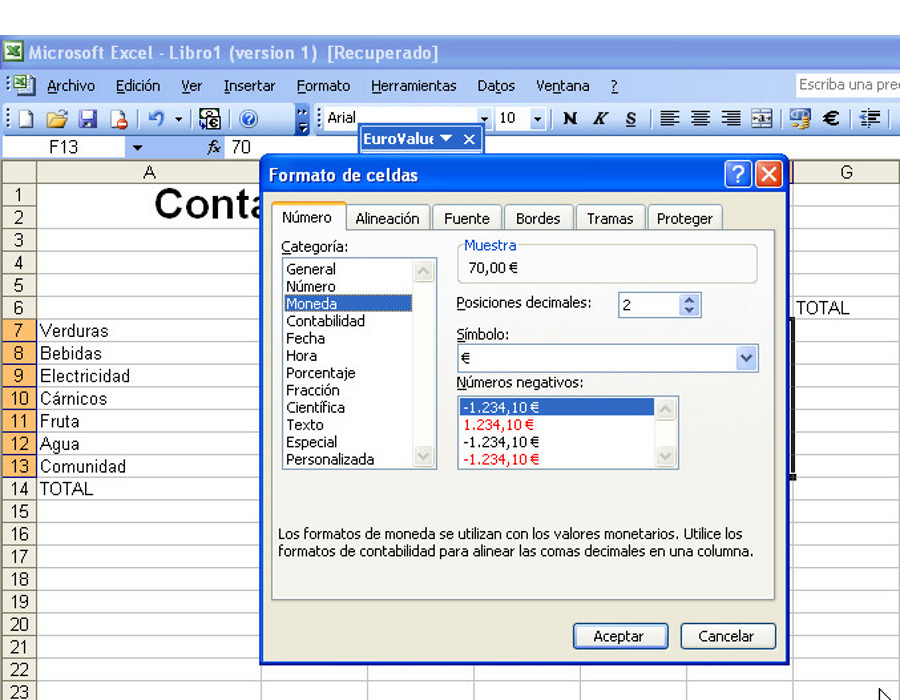 Microsoft Excel - Libro1 (version 1) [Recuperado]
Archivo Edición Ver Insertar Formato Herramientas Datos Ventana ? Escriba una pre
Arial 10 N K S €
F13 fx 70 EuroValue
Formato de celdas
A G
1 Conta
2
3
4
5
6 TOTAL
7 Verduras
8 Bebidas
9 Electricidad
10 Cárnicos
11 Fruta
12 Agua
13 Comunidad
14 TOTAL
15
16
17
18
19
20
21
22
23
Número Alineación Fuente Bordes Tramas Proteger
Categoría:
General
Número
Moneda
Contabilidad
Fecha
Hora
Porcentaje
Fracción
Científica
Texto
Especial
Personalizada
Muestra
70,00 €
Posiciones decimales: 2
Símbolo:
€
Números negativos:
-1.234,10 €
1.234,10 €
-1.234,10 €
-1.234,10 €
Los formatos de moneda se utilizan con los valores monetarios. Utilice los
formatos de contabilidad para alinear las comas decimales en una columna.
Aceptar Cancelar